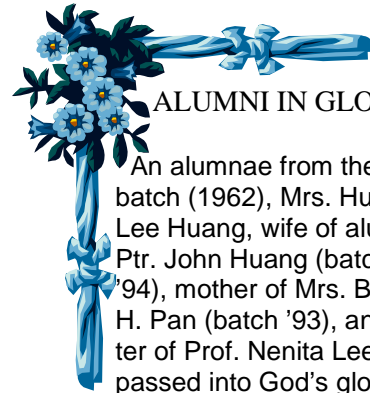 ALUMNI IN GLO
An alumnae from the
batch (1962), Mrs. Hu
Lee Huang, wife of alu
Ptr. John Huang (batc
'94), mother of Mrs. B
H. Pan (batch '93), an
ter of Prof. Nenita Lee
passed into God's glo